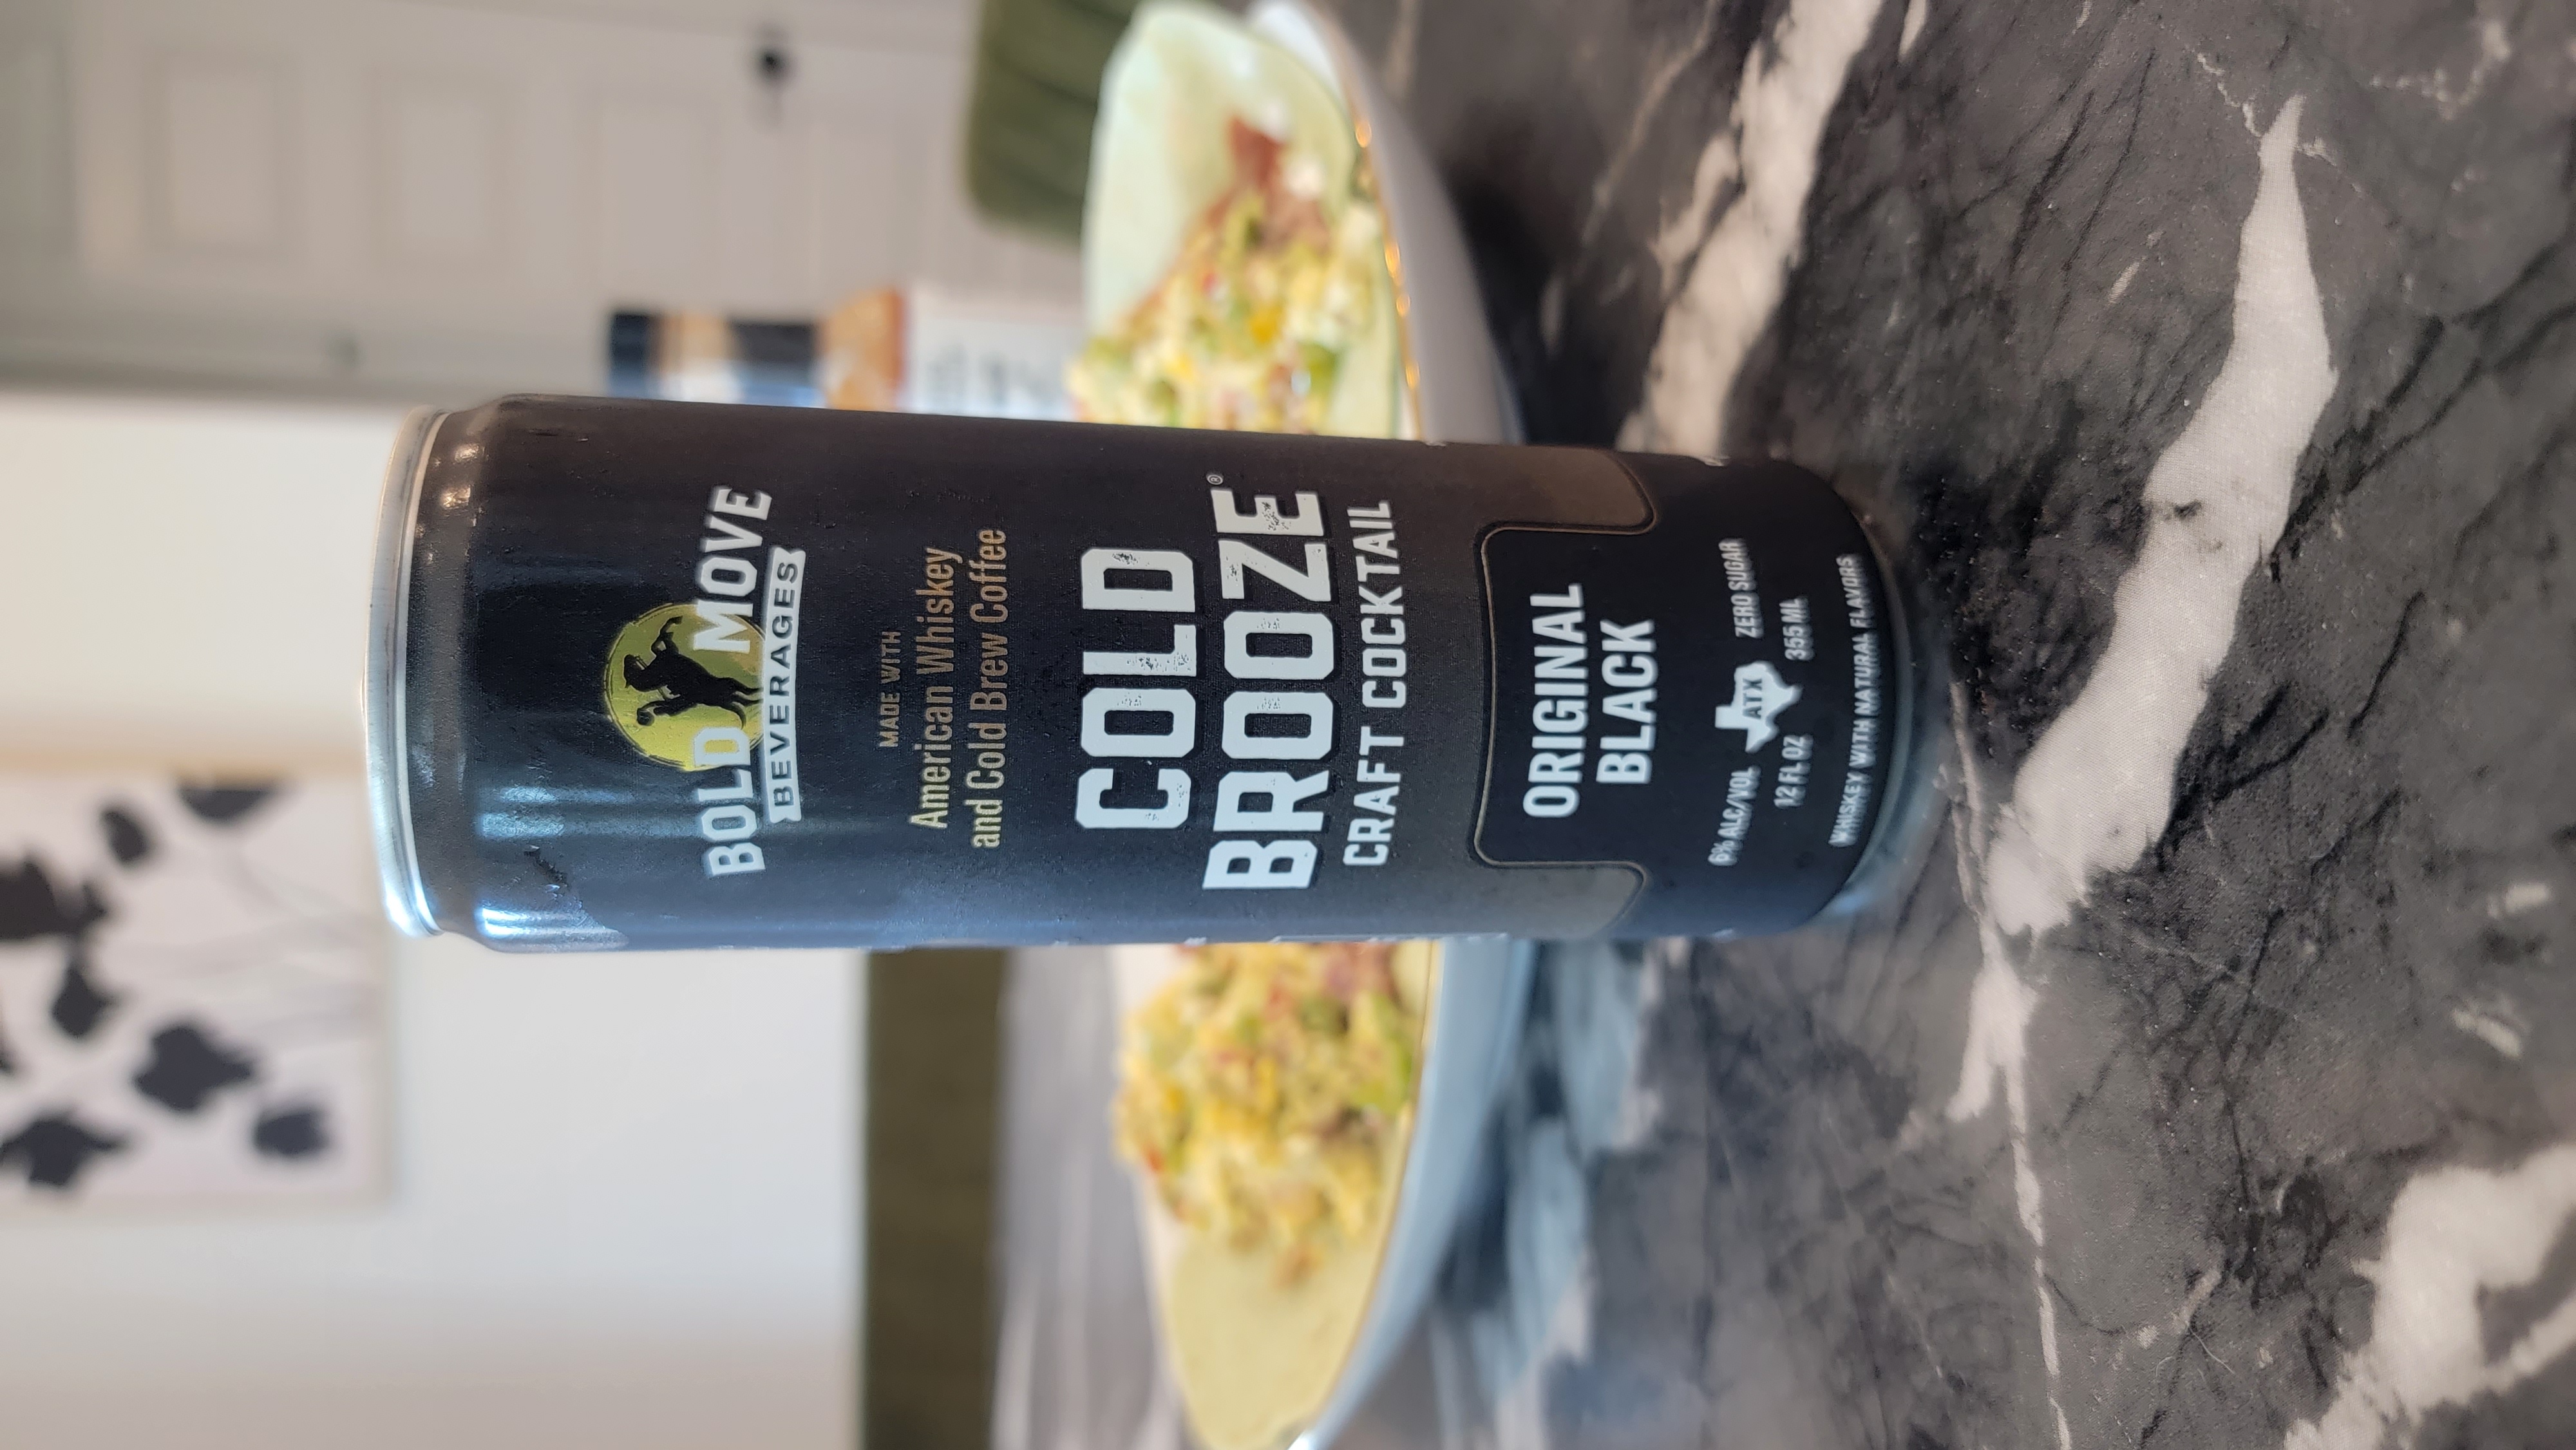 BOLD MOVE
BEVERAGES
MADE WITH
American Whiskey
and Cold Brew Coffee
COLD
BROOZE®
CRAFT COCKTAIL
ORIGINAL
BLACK
6% ALC/VOL ATX ZERO SUGAR
12 FL OZ 355 ML
WHISKEY WITH NATURAL FLAVORS